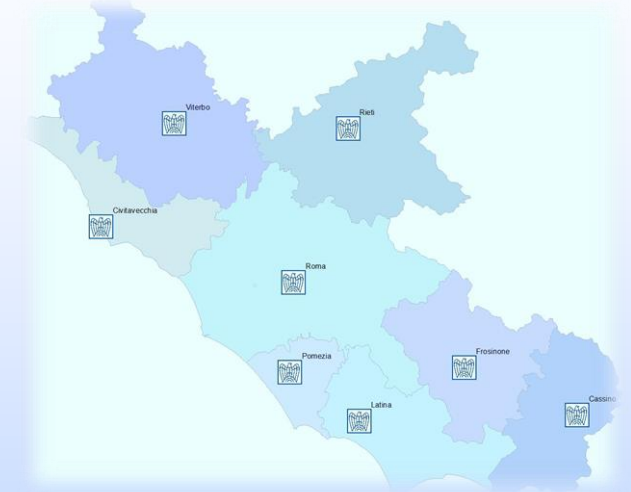 Viterbo
Rieti
Civitavecchia
Roma
Pomezia
Frosinone
Latina
Cassino